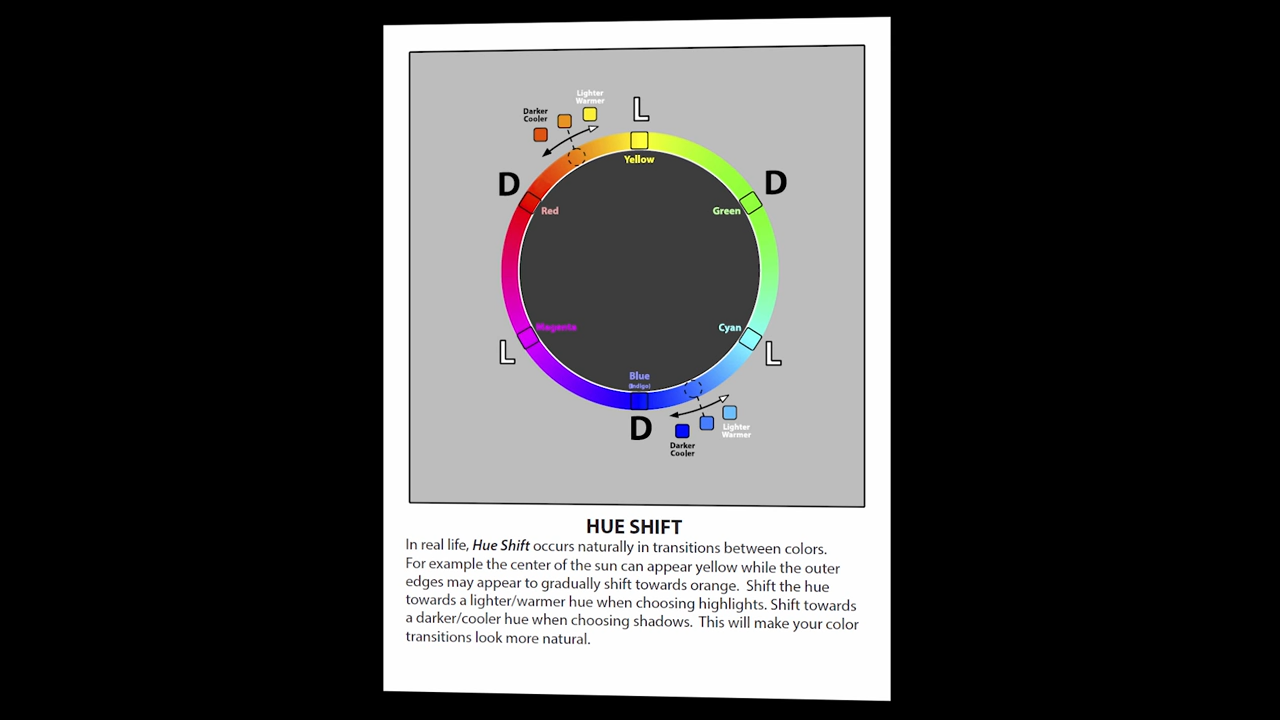 Lighter
Warmer
Darker
Cooler
L
Yellow
D
D
Red
Green
Magenta
Cyan
L
L
Blue
(Indigo)
D
Lighter
Warmer
Darker
Cooler
HUE SHIFT
In real life, Hue Shift occurs naturally in transitions between colors.
For example the center of the sun can appear yellow while the outer
edges may appear to gradually shift towards orange. Shift the hue
towards a lighter/warmer hue when choosing highlights. Shift towards
a darker/cooler hue when choosing shadows. This will make your color
transitions look more natural.